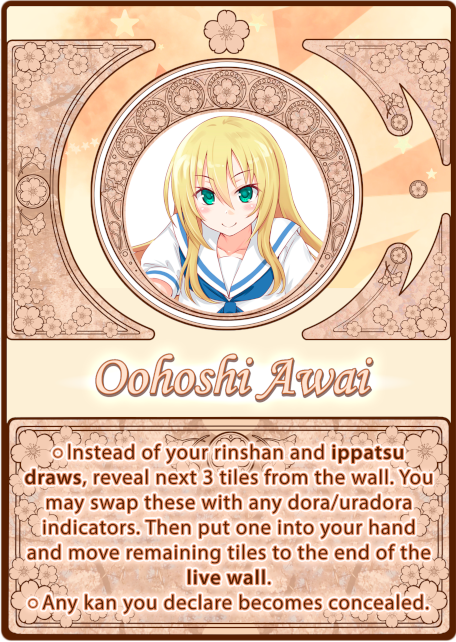 Oohoshi Awai
○ Instead of your rinshan and ippatsu
draws, reveal next 3 tiles from the wall. You
may swap these with any dora/uradora
indicators. Then put one into your hand
and move remaining tiles to the end of the
live wall.
○ Any kan you declare becomes concealed.